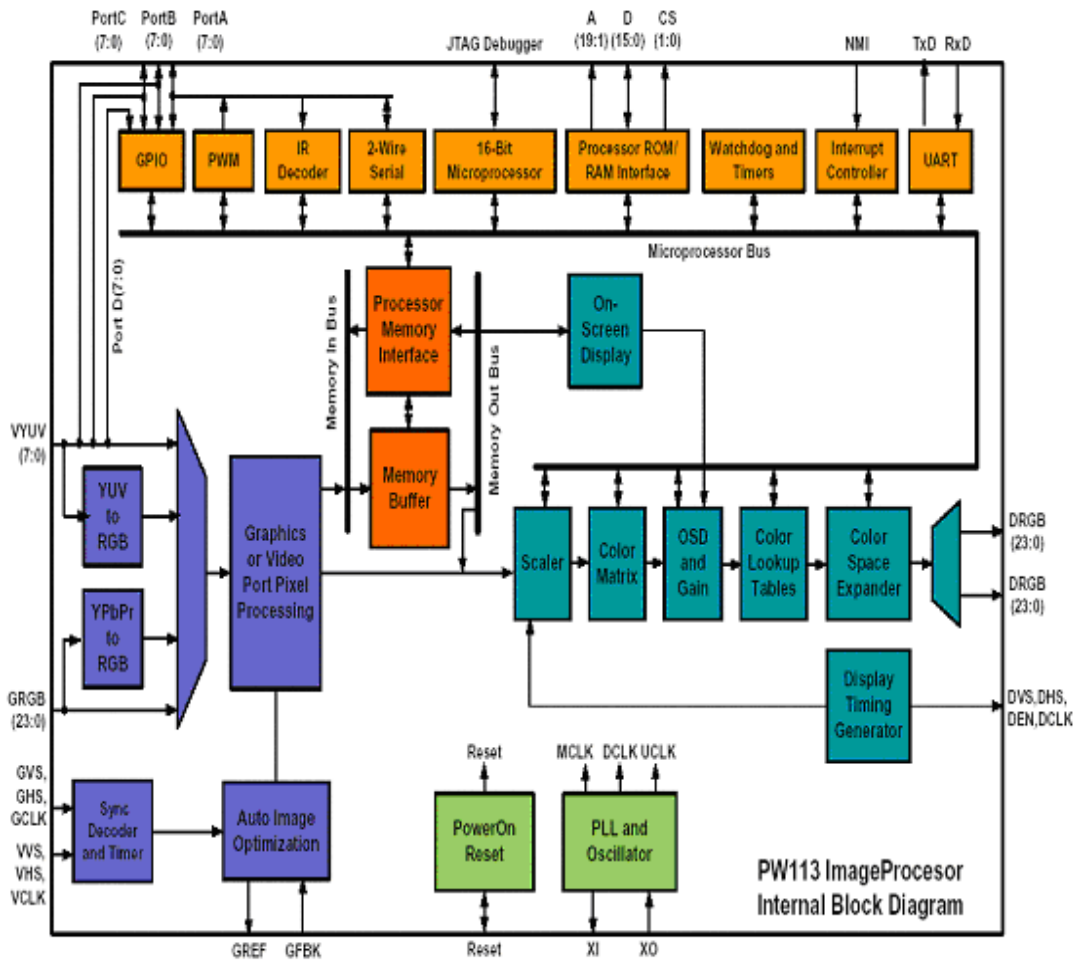 PortC PortB PortA
(7:0) (7:0) (7:0)
JTAG Debugger
A D CS
(19:1) (15:0) (1:0)
NMI
TxD RxD
GPIO
PWM
IR
Decoder
2-Wire
Serial
16-Bit
Microprocessor
Processor ROM/
RAM Interface
Watchdog and
Timers
Interrupt
Controller
UART
Microprocessor Bus
Port D(7:0)
Memory In Bus
Processor
Memory
Interface
Memory Out Bus
On-
Screen
Display
VYUV
(7:0)
YUV
to
RGB
Graphics
or Video
Port Pixel
Processing
Memory
Buffer
Scaler
Color
Matrix
OSD
and
Gain
Color
Lookup
Tables
Color
Space
Expander
DRGB
(23:0)
DRGB
(23:0)
YPbPr
to
RGB
GRGB
(23:0)
Display
Timing
Generator
DVS,DHS,
DEN,DCLK
GVS,
GHS,
GCLK
VVS,
VHS,
VCLK
Sync
Decoder
and Timer
Auto Image
Optimization
Reset
PowerOn
Reset
MCLK DCLK UCLK
PLL and
Oscillator
PW113 ImageProcesor
Internal Block Diagram
GREF GFBK
Reset
XI XO